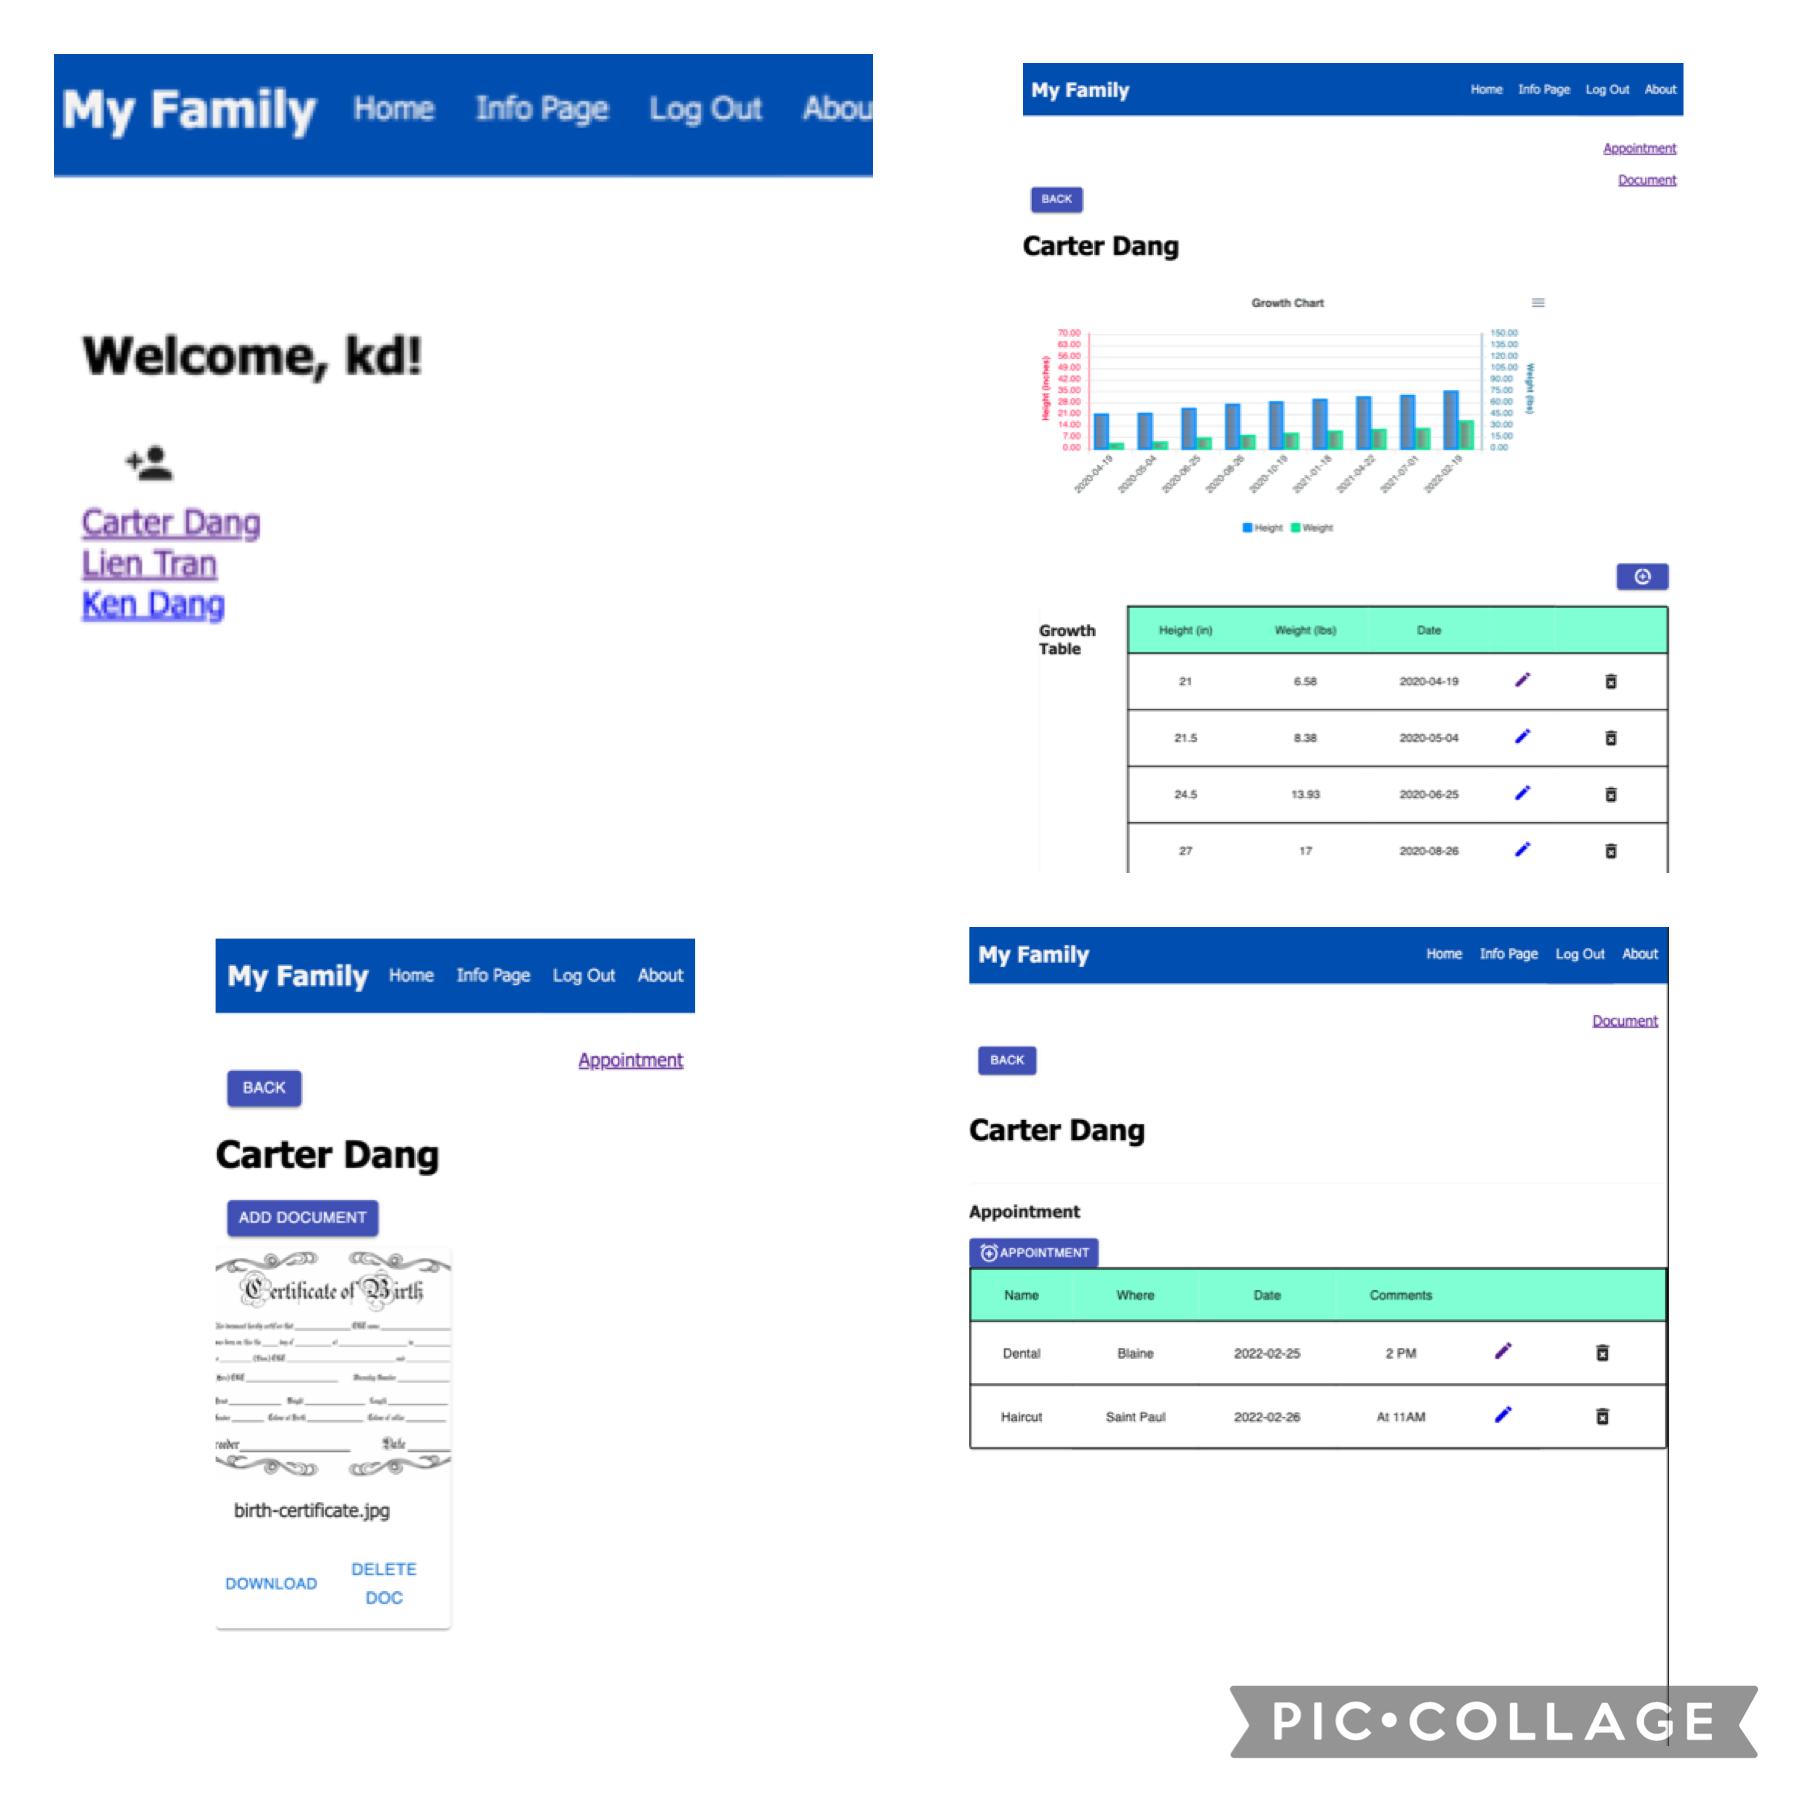 My Family Home Info Page Log Out Abou
Welcome, kd!
Carter Dang
Lien Tran
Ken Dang
My Family Home Info Page Log Out About
Appointment
Document
BACK
Carter Dang
Growth Chart
Height (inches)
70.00
63.00
56.00
49.00
42.00
35.00
28.00
21.00
14.00
7.00
0.00
150.00
135.00
120.00
105.00
90.00
75.00
60.00
45.00
30.00
15.00
0.00
Weight (lbs)
2020-04-19 2020-05-04 2020-06-25 2020-08-26 2020-10-19 2021-01-18 2021-04-22 2021-07-01 2022-02-19
Height Weight
Growth
Table
Height (in) Weight (lbs) Date
21 6.58 2020-04-19
21.5 8.38 2020-05-04
24.5 13.93 2020-06-25
27 17 2020-08-26
My Family Home Info Page Log Out About
Appointment
BACK
Carter Dang
ADD DOCUMENT
Certificate of Birth
Date
birth-certificate.jpg
DOWNLOAD
DELETE
DOC
My Family Home Info Page Log Out About
Document
BACK
Carter Dang
Appointment
APPOINTMENT
Name Where Date Comments
Dental Blaine 2022-02-25 2 PM
Haircut Saint Paul 2022-02-26 At 11AM
PIC•COLLAGE